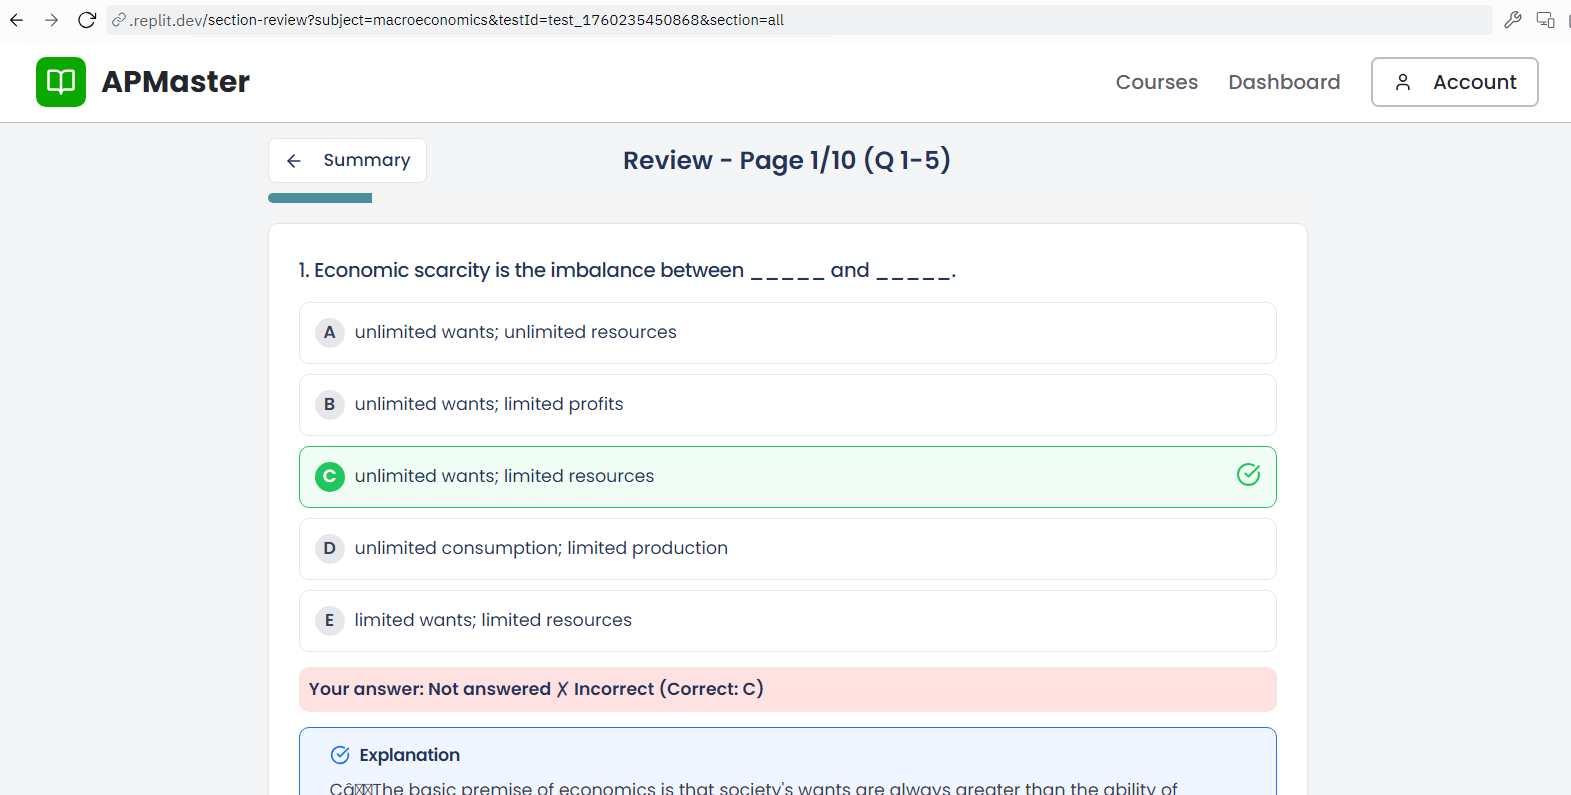 .replit.dev/section-review?subject=macroeconomics&testId=test_1760235450868&section=all
APMaster
Courses
Dashboard
Account
Summary
Review - Page 1/10 (Q 1-5)
1. Economic scarcity is the imbalance between _____ and _____.
A unlimited wants; unlimited resources
B unlimited wants; limited profits
C unlimited wants; limited resources
D unlimited consumption; limited production
E limited wants; limited resources
Your answer: Not answered ✗ Incorrect (Correct: C)
Explanation
CâThe basic premise of economics is that society's wants are always greater than the ability of